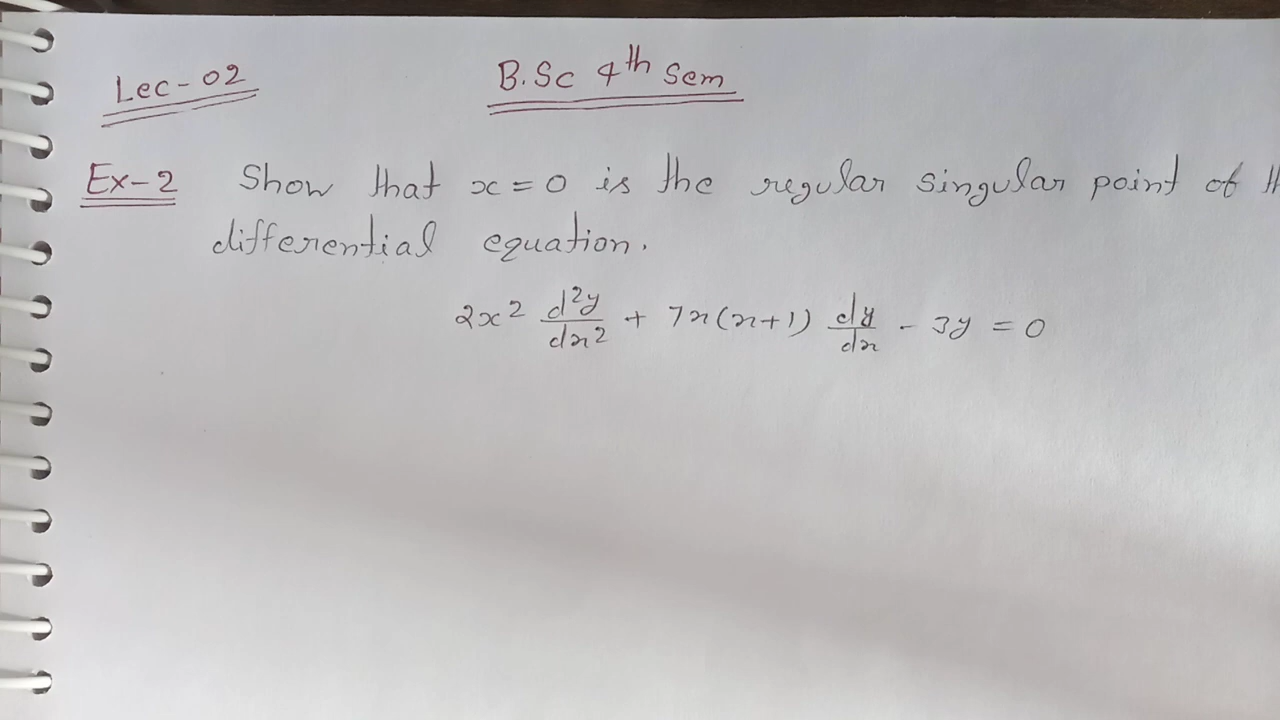 Lec-02
B.Sc 4th Sem
Ex-2 Show that x=0 is the regular singular point of
differential equation.
2x² d²y/dx² + 7x(x+1) dy/dx - 3y = 0